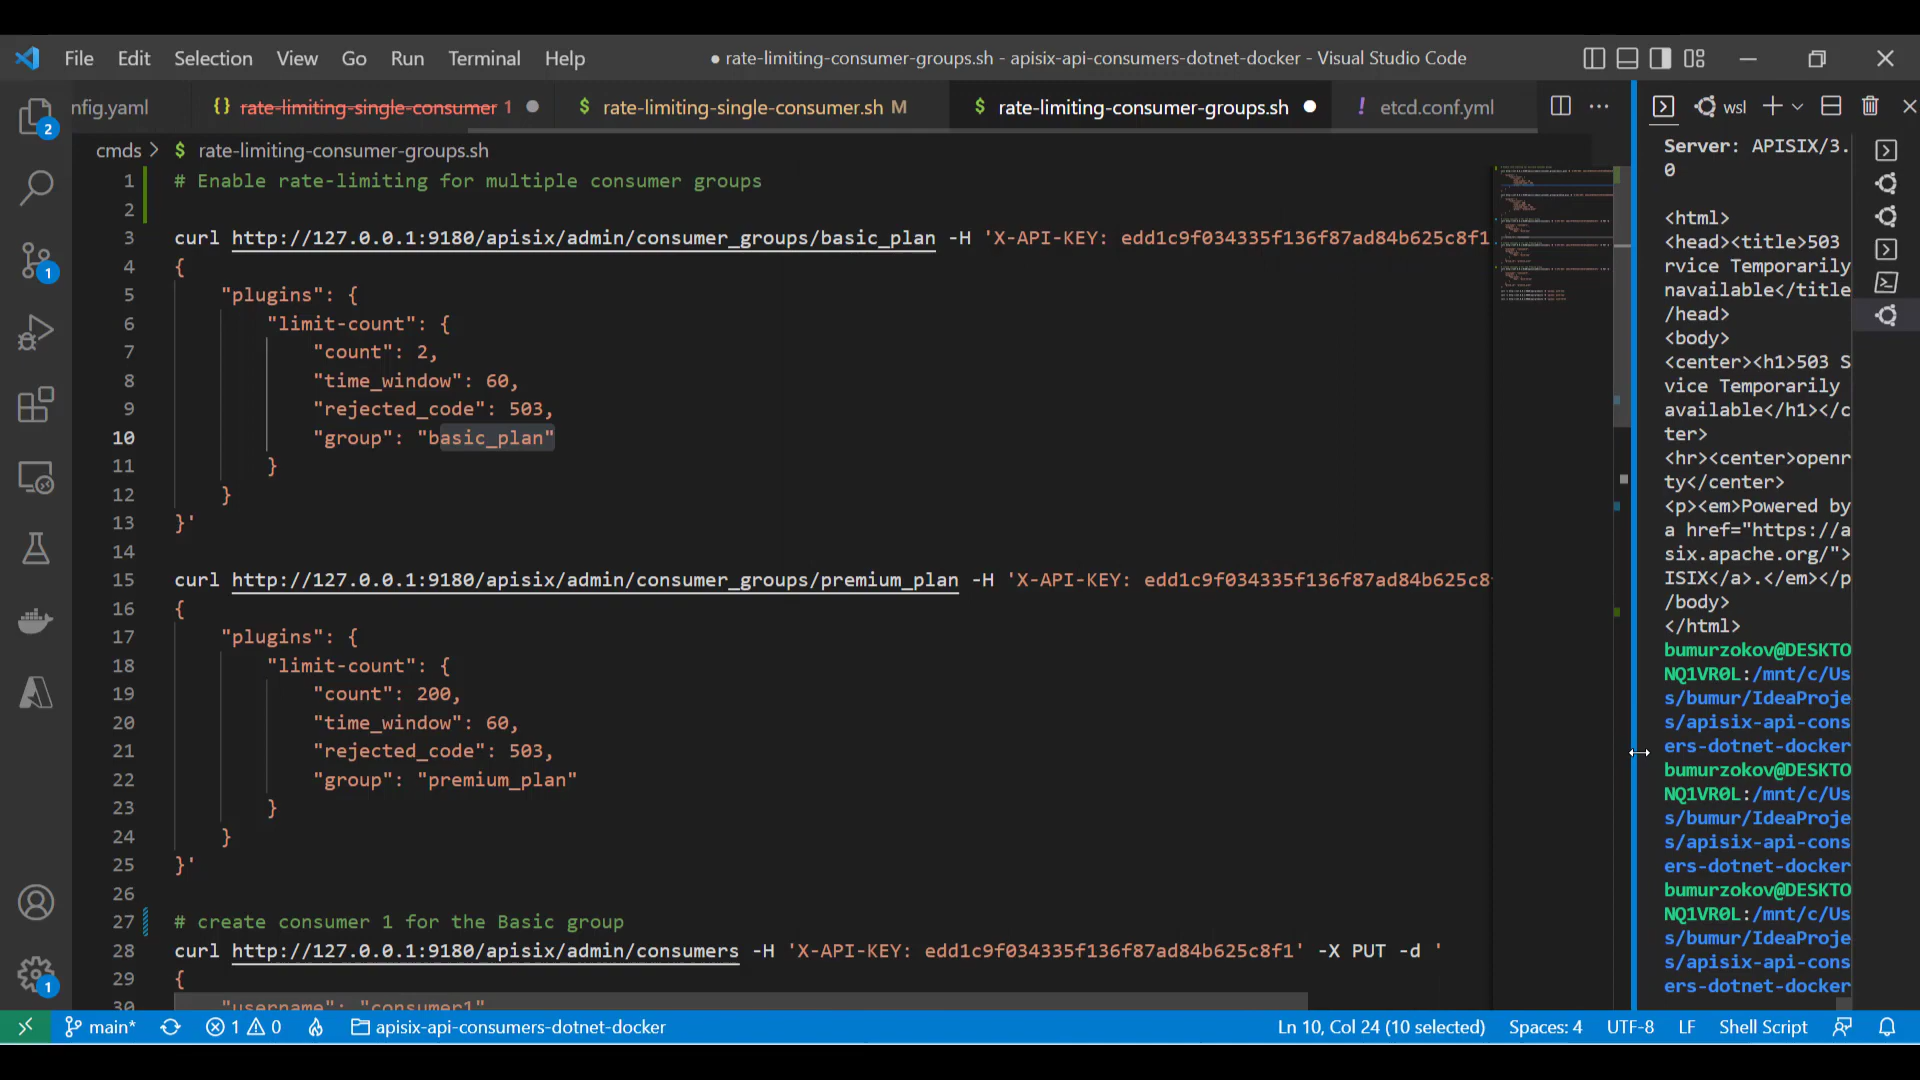 File Edit Selection View Go Run Terminal Help
● rate-limiting-consumer-groups.sh - apisix-api-consumers-dotnet-docker - Visual Studio Code
nfig.yaml
{} rate-limiting-single-consumer 1
$ rate-limiting-single-consumer.sh M
$ rate-limiting-consumer-groups.sh
! etcd.conf.yml
cmds > $ rate-limiting-consumer-groups.sh
1 # Enable rate-limiting for multiple consumer groups
2
3 curl http://127.0.0.1:9180/apisix/admin/consumer_groups/basic_plan -H 'X-API-KEY: edd1c9f034335f136f87ad84b625c8f1
4 {
5 "plugins": {
6 "limit-count": {
7 "count": 2,
8 "time_window": 60,
9 "rejected_code": 503,
10 "group": "basic_plan"
11 }
12 }
13 }'
14
15 curl http://127.0.0.1:9180/apisix/admin/consumer_groups/premium_plan -H 'X-API-KEY: edd1c9f034335f136f87ad84b625c8
16 {
17 "plugins": {
18 "limit-count": {
19 "count": 200,
20 "time_window": 60,
21 "rejected_code": 503,
22 "group": "premium_plan"
23 }
24 }
25 }'
26
27 # create consumer 1 for the Basic group
28 curl http://127.0.0.1:9180/apisix/admin/consumers -H 'X-API-KEY: edd1c9f034335f136f87ad84b625c8f1' -X PUT -d '
29 {
30 "username": "consumer1"
wsl
Server: APISIX/3.
0
<html>
<head><title>503
rvice Temporarily
navailable</title
/head>
<body>
<center><h1>503 S
vice Temporarily
available</h1></c
ter>
<hr><center>openr
ty</center>
<p><em>Powered by
a href="https://a
six.apache.org/">
ISIX</a>.</em></p
/body>
</html>
bumurzokov@DESKTO
NQ1VR0L:/mnt/c/Us
s/bumur/IdeaProje
s/apisix-api-cons
ers-dotnet-docker
bumurzokov@DESKTO
NQ1VR0L:/mnt/c/Us
s/bumur/IdeaProje
s/apisix-api-cons
ers-dotnet-docker
bumurzokov@DESKTO
NQ1VR0L:/mnt/c/Us
s/bumur/IdeaProje
s/apisix-api-cons
ers-dotnet-docker
2
1
1
main* 1 0 apisix-api-consumers-dotnet-docker Ln 10, Col 24 (10 selected) Spaces: 4 UTF-8 LF Shell Script